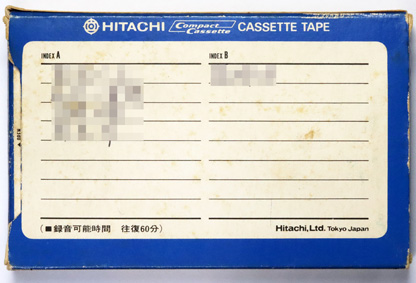 HITACHI Compact Cassette CASSETTE TAPE
INDEX A INDEX B
OPEN
(■録音可能時間 往復60分) Hitachi, Ltd. Tokyo Japan